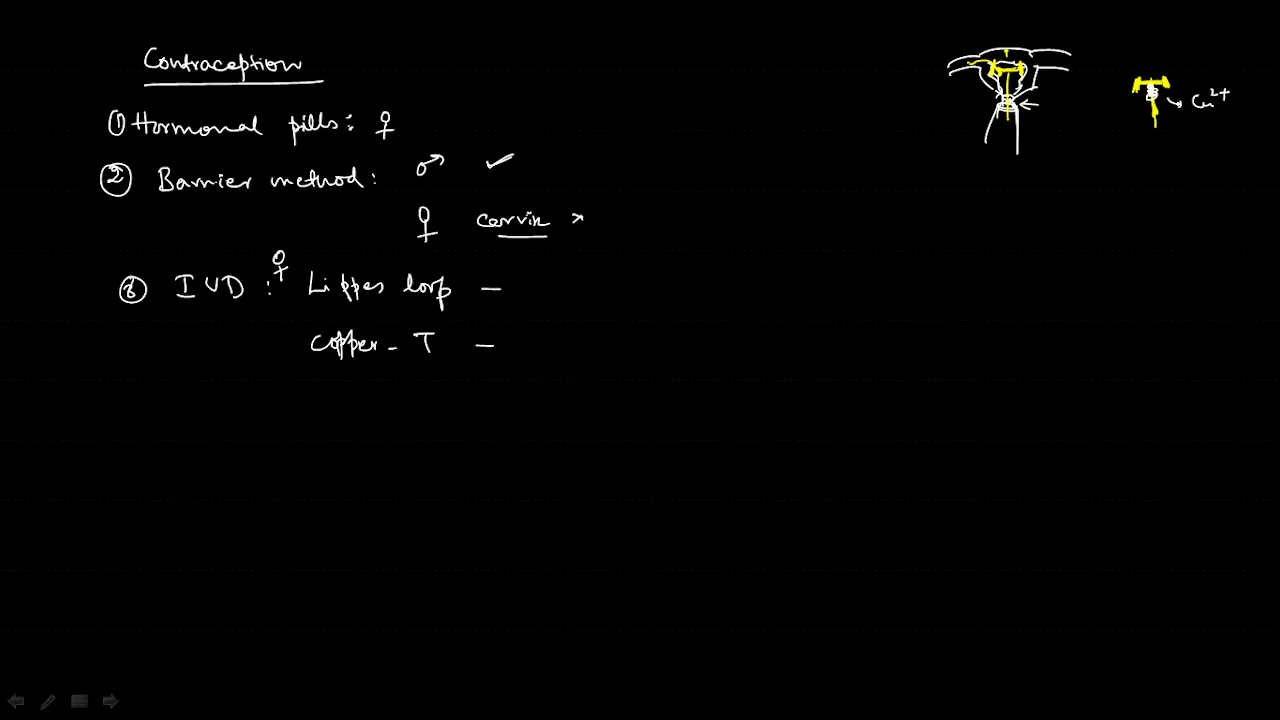 Contraception
① Hormonal pills: ♀
② Barrier method: ♂ ✓
♀ cervix ×
③ IUD: ♀ Lippes loop —
Copper - T —
Cu²⁺